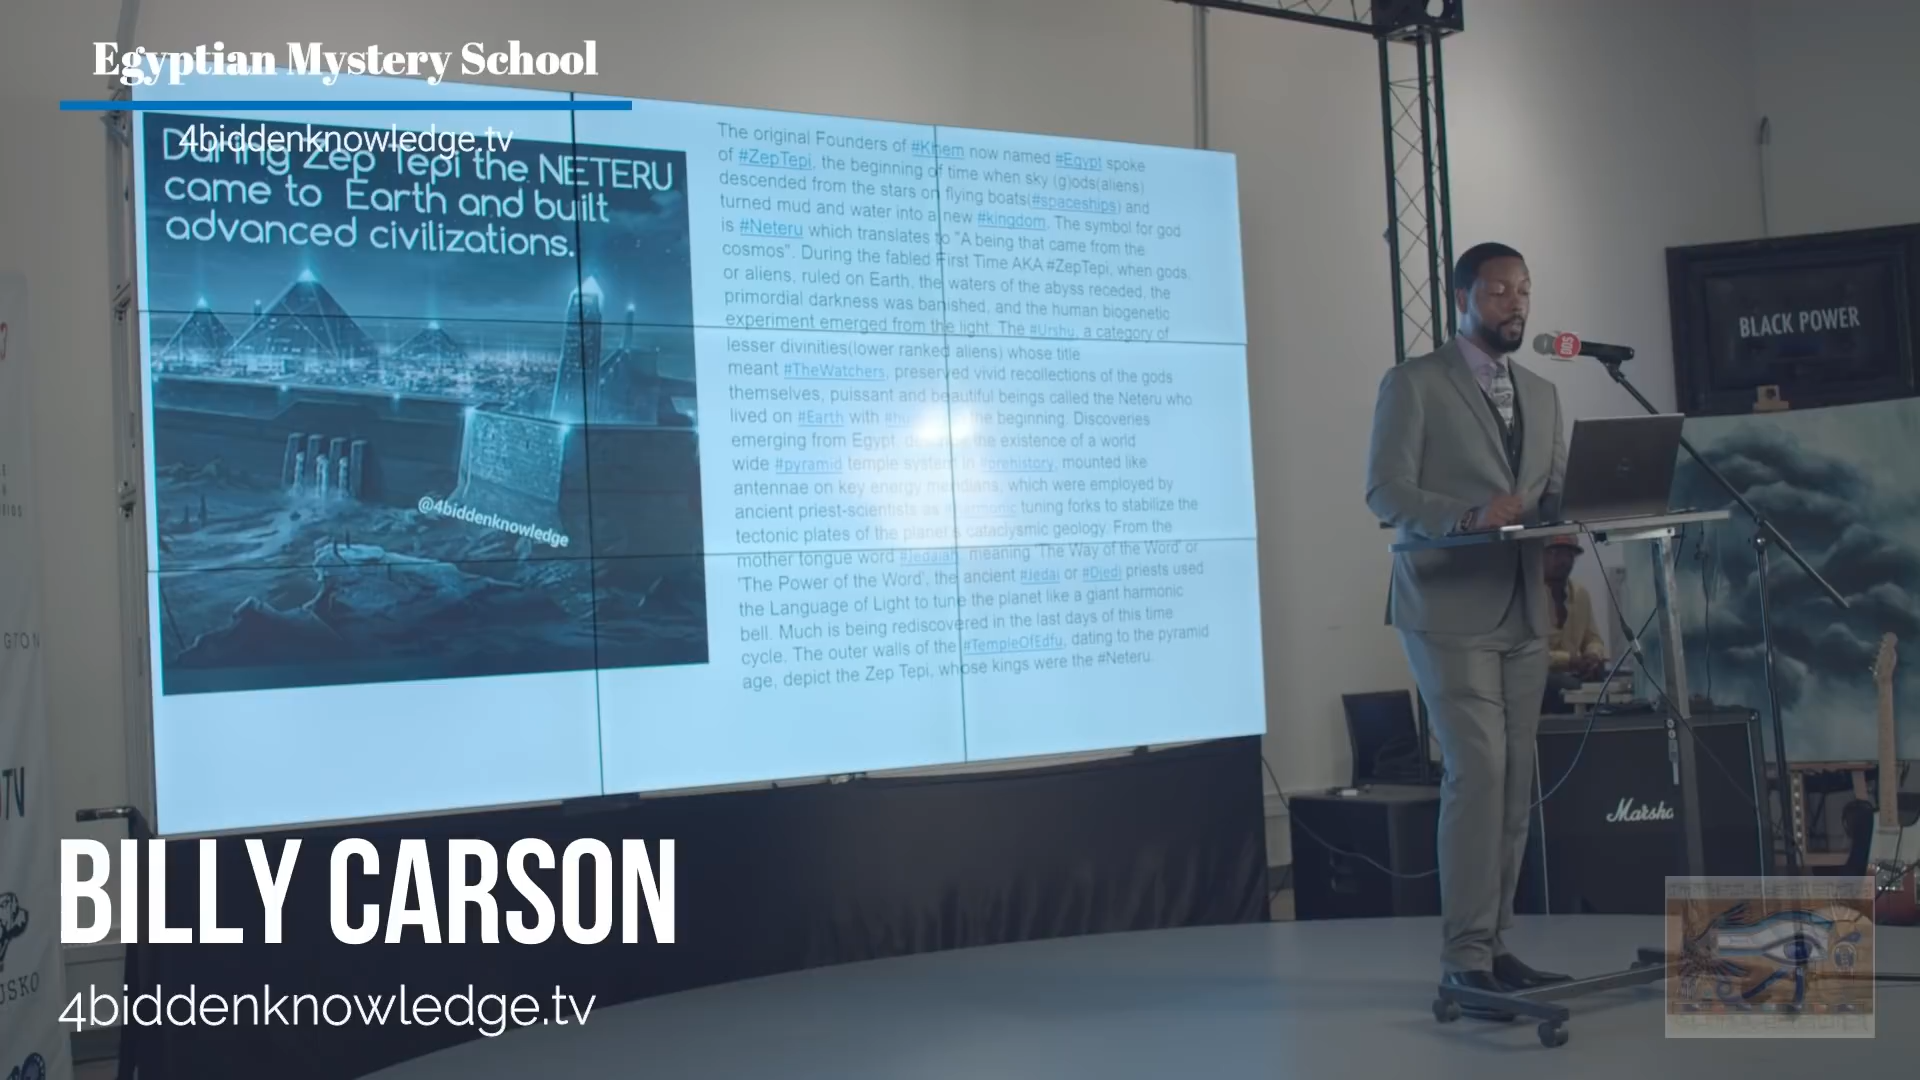 Egyptian Mystery School
4biddenknowledge.tv
During Zep Tepi the NETERU
came to Earth and built
advanced civilizations.
@4biddenknowledge
The original Founders of #Khem now named #Egypt spoke
of #ZepTepi, the beginning of time when sky (g)ods(aliens)
descended from the stars on flying boats(#spaceships) and
turned mud and water into a new #kingdom. The symbol for god
is #Neteru which translates to "A being that came from the
cosmos". During the fabled First Time AKA #ZepTepi, when gods,
or aliens, ruled on Earth, the waters of the abyss receded, the
primordial darkness was banished, and the human biogenetic
experiment emerged from the light. The #Urshu, a category of
lesser divinities(lower ranked aliens) whose title
meant #TheWatchers, preserved vivid recollections of the gods
themselves, puissant and beautiful beings called the Neteru who
lived on #Earth with the beginning. Discoveries
emerging from Egypt, the existence of a world
wide #pyramid temple system in #prehistory, mounted like
antennae on key energy meridians, which were employed by
ancient priest-scientists as #harmonic tuning forks to stabilize the
tectonic plates of the planet's cataclysmic geology. From the
mother tongue word #Jedaiah, meaning 'The Way of the Word' or
'The Power of the Word', the ancient #Jedai or #Djedi priests used
the Language of Light to tune the planet like a giant harmonic
bell. Much is being rediscovered in the last days of this time
cycle. The outer walls of the #TempleOfEdfu, dating to the pyramid
age, depict the Zep Tepi, whose kings were the #Neteru.
BLACK POWER
Marsha
BILLY CARSON
4biddenknowledge.tv